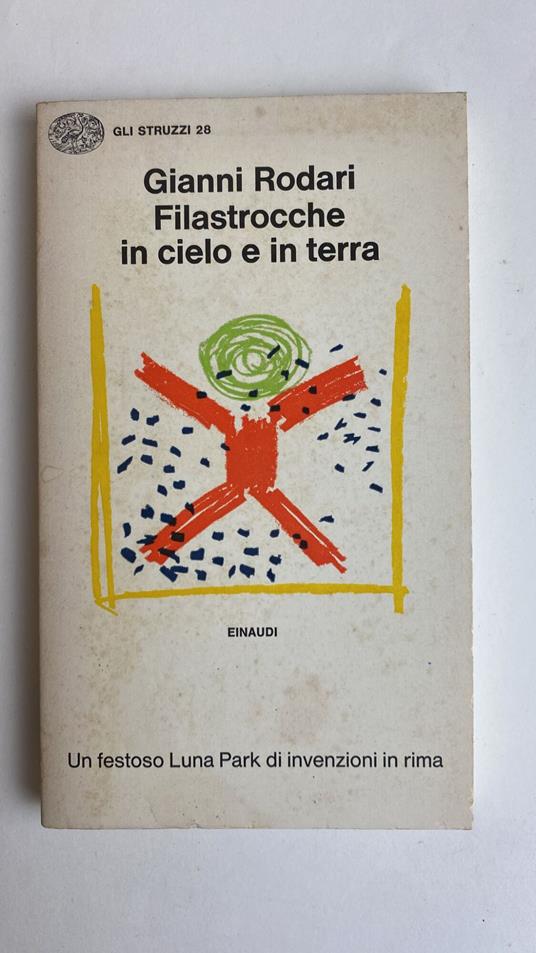 GLI STRUZZI 28
Gianni Rodari
Filastrocche
in cielo e in terra
EINAUDI
Un festoso Luna Park di invenzioni in rima